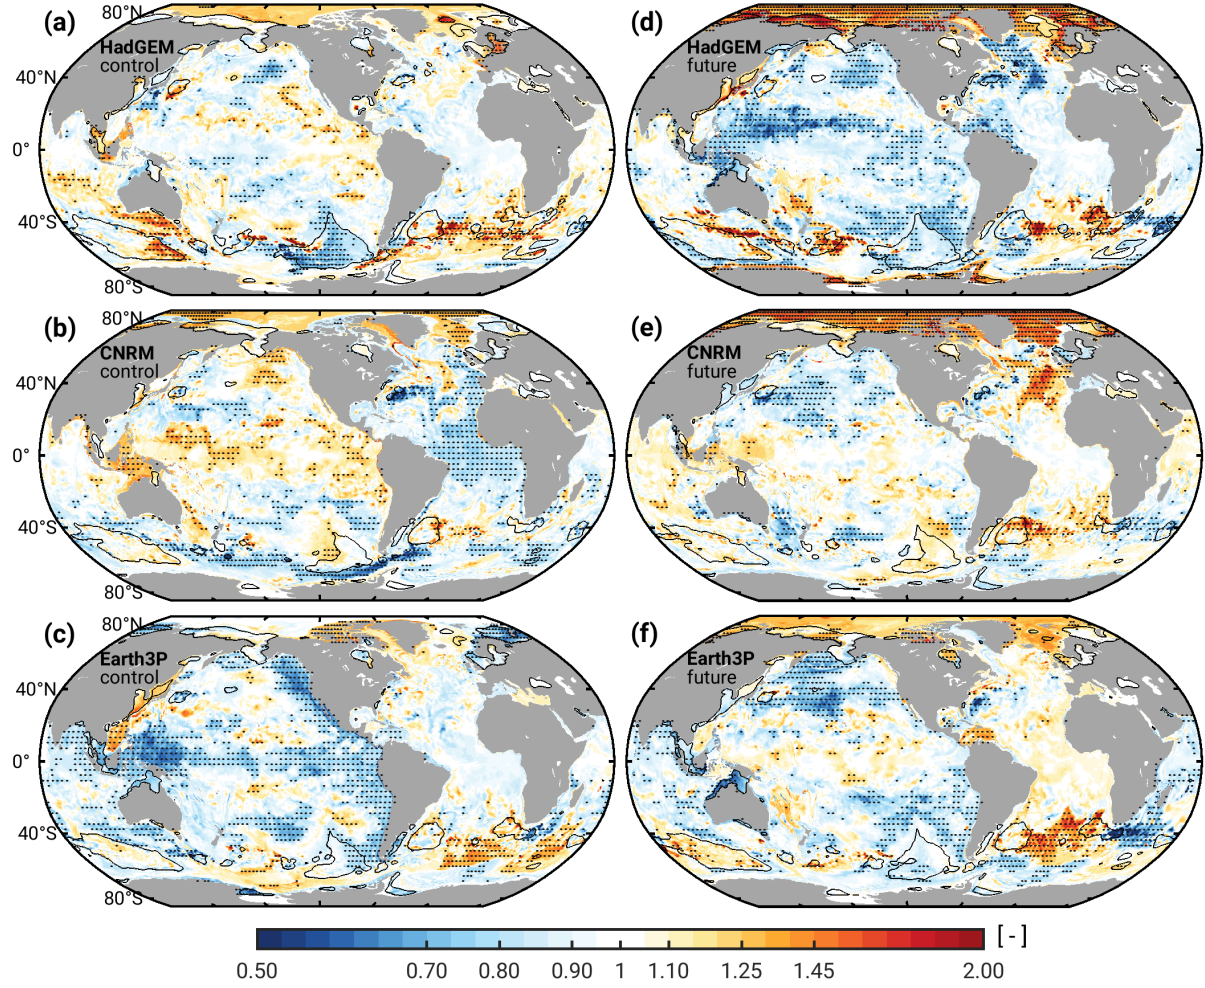 (a)
80°N
HadGEM
control
40°N
0°
40°S
80°S
(d)
HadGEM
future
(b)
80°N
CNRM
control
40°N
0°
40°S
80°S
(e)
CNRM
future
(c)
80°N
Earth3P
control
40°N
0°
40°S
80°S
(f)
Earth3P
future
[-]
0.50 0.70 0.80 0.90 1 1.10 1.25 1.45 2.00